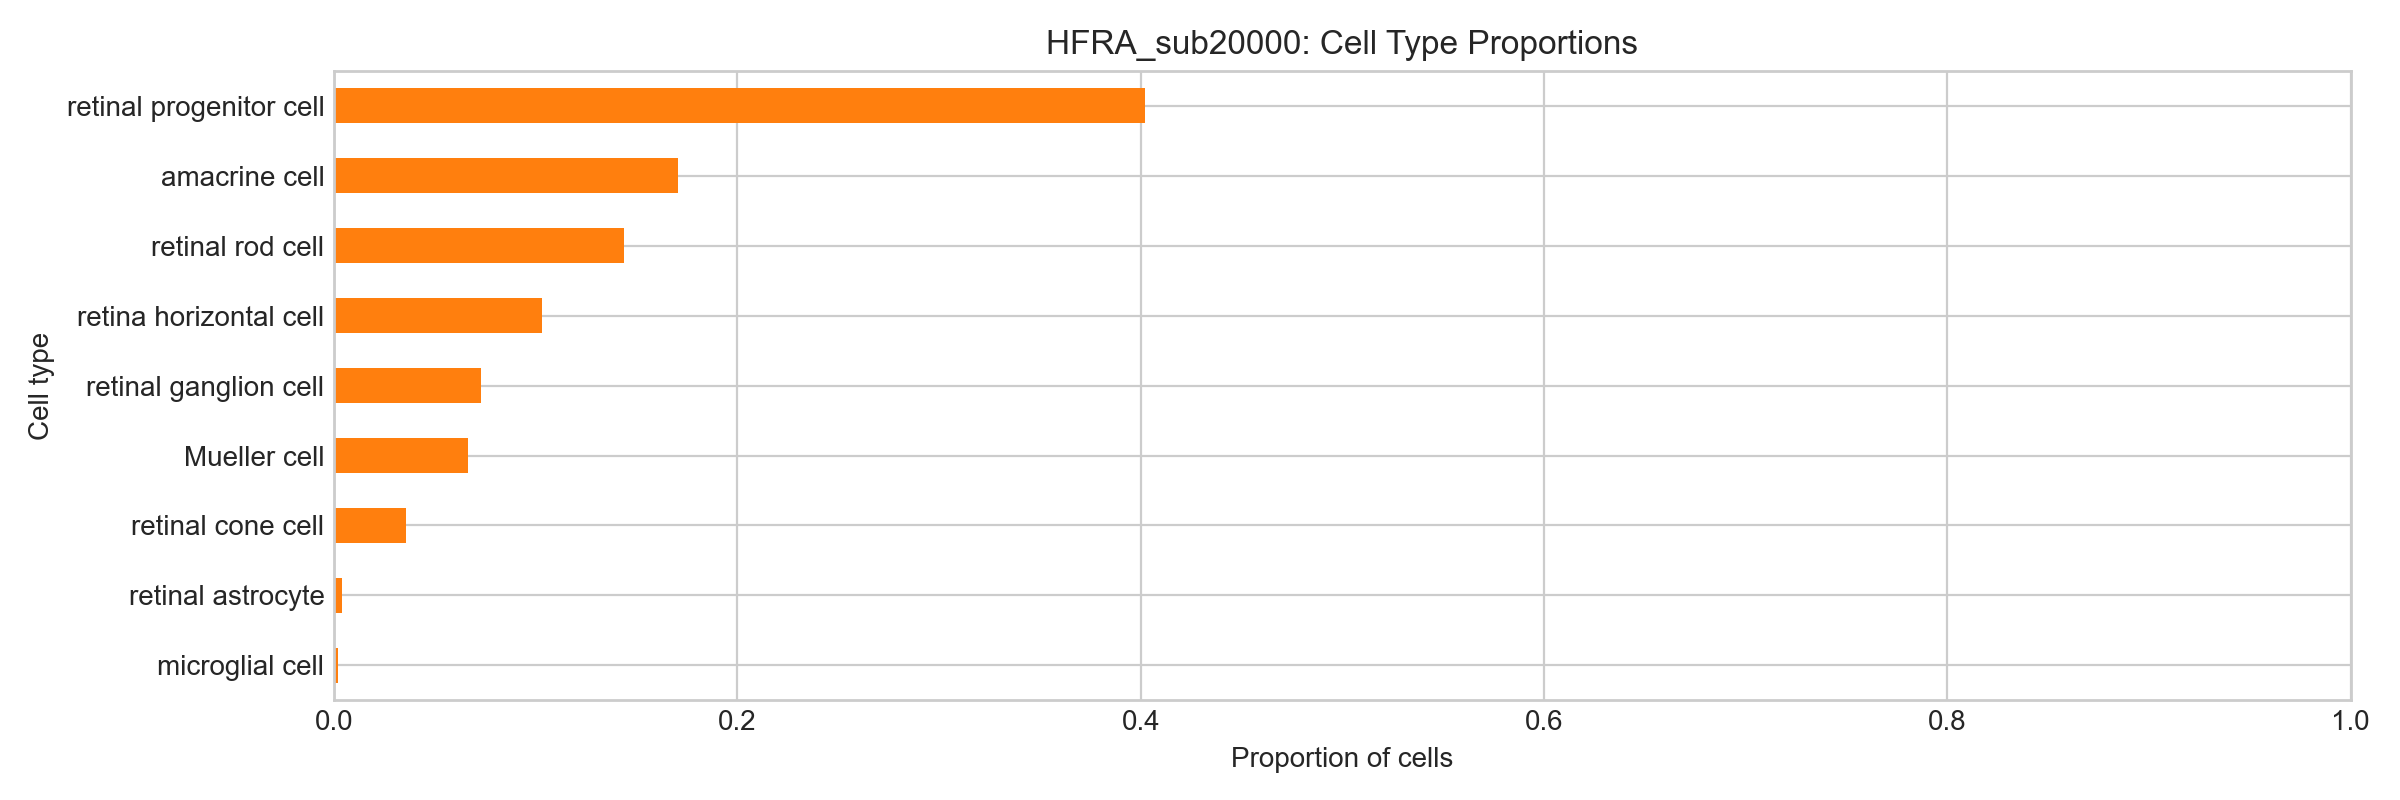 HFRA_sub20000: Cell Type Proportions
Cell type
retinal progenitor cell
amacrine cell
retinal rod cell
retina horizontal cell
retinal ganglion cell
Mueller cell
retinal cone cell
retinal astrocyte
microglial cell
0.0 0.2 0.4 0.6 0.8 1.0
Proportion of cells